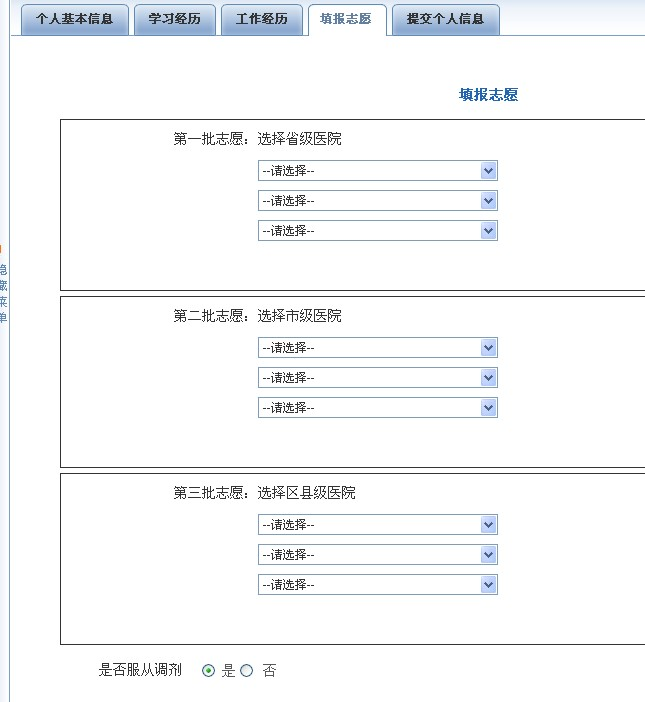 个人基本信息 学习经历 工作经历 填报志愿 提交个人信息
填报志愿
第一批志愿：选择省级医院
--请选择--
--请选择--
--请选择--
隐藏菜单
第二批志愿：选择市级医院
--请选择--
--请选择--
--请选择--
第三批志愿：选择区县级医院
--请选择--
--请选择--
--请选择--
是否服从调剂 是 否